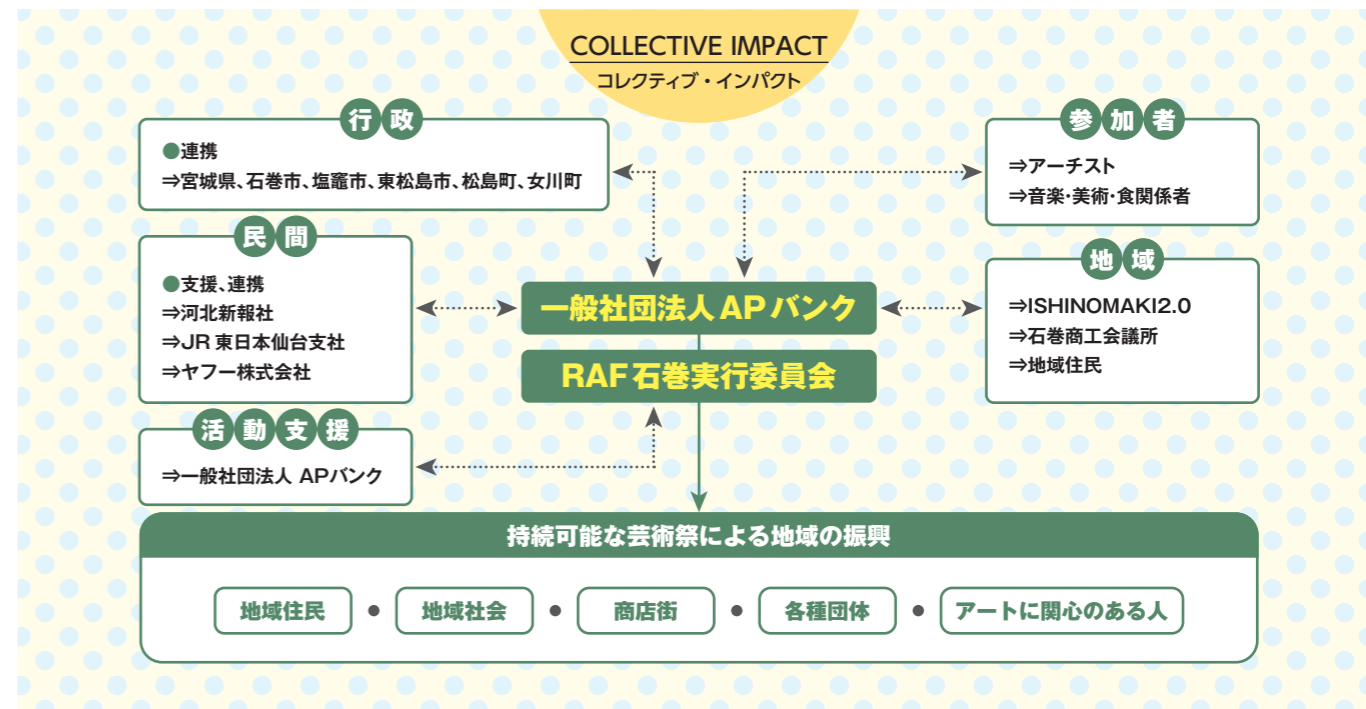 COLLECTIVE IMPACT
コレクティブ・インパクト
行政
●連携
⇒宮城県、石巻市、塩竈市、東松島市、松島町、女川町
参加者
⇒アーチスト
⇒音楽・美術・食関係者
民間
●支援、連携
⇒河北新報社
⇒JR東日本仙台支社
⇒ヤフー株式会社
一般社団法人APバンク
RAF石巻実行委員会
地域
⇒ISHINOMAKI2.0
⇒石巻商工会議所
⇒地域住民
活動支援
⇒一般社団法人 APバンク
持続可能な芸術祭による地域の振興
地域住民 ● 地域社会 ● 商店街 ● 各種団体 ● アートに関心のある人